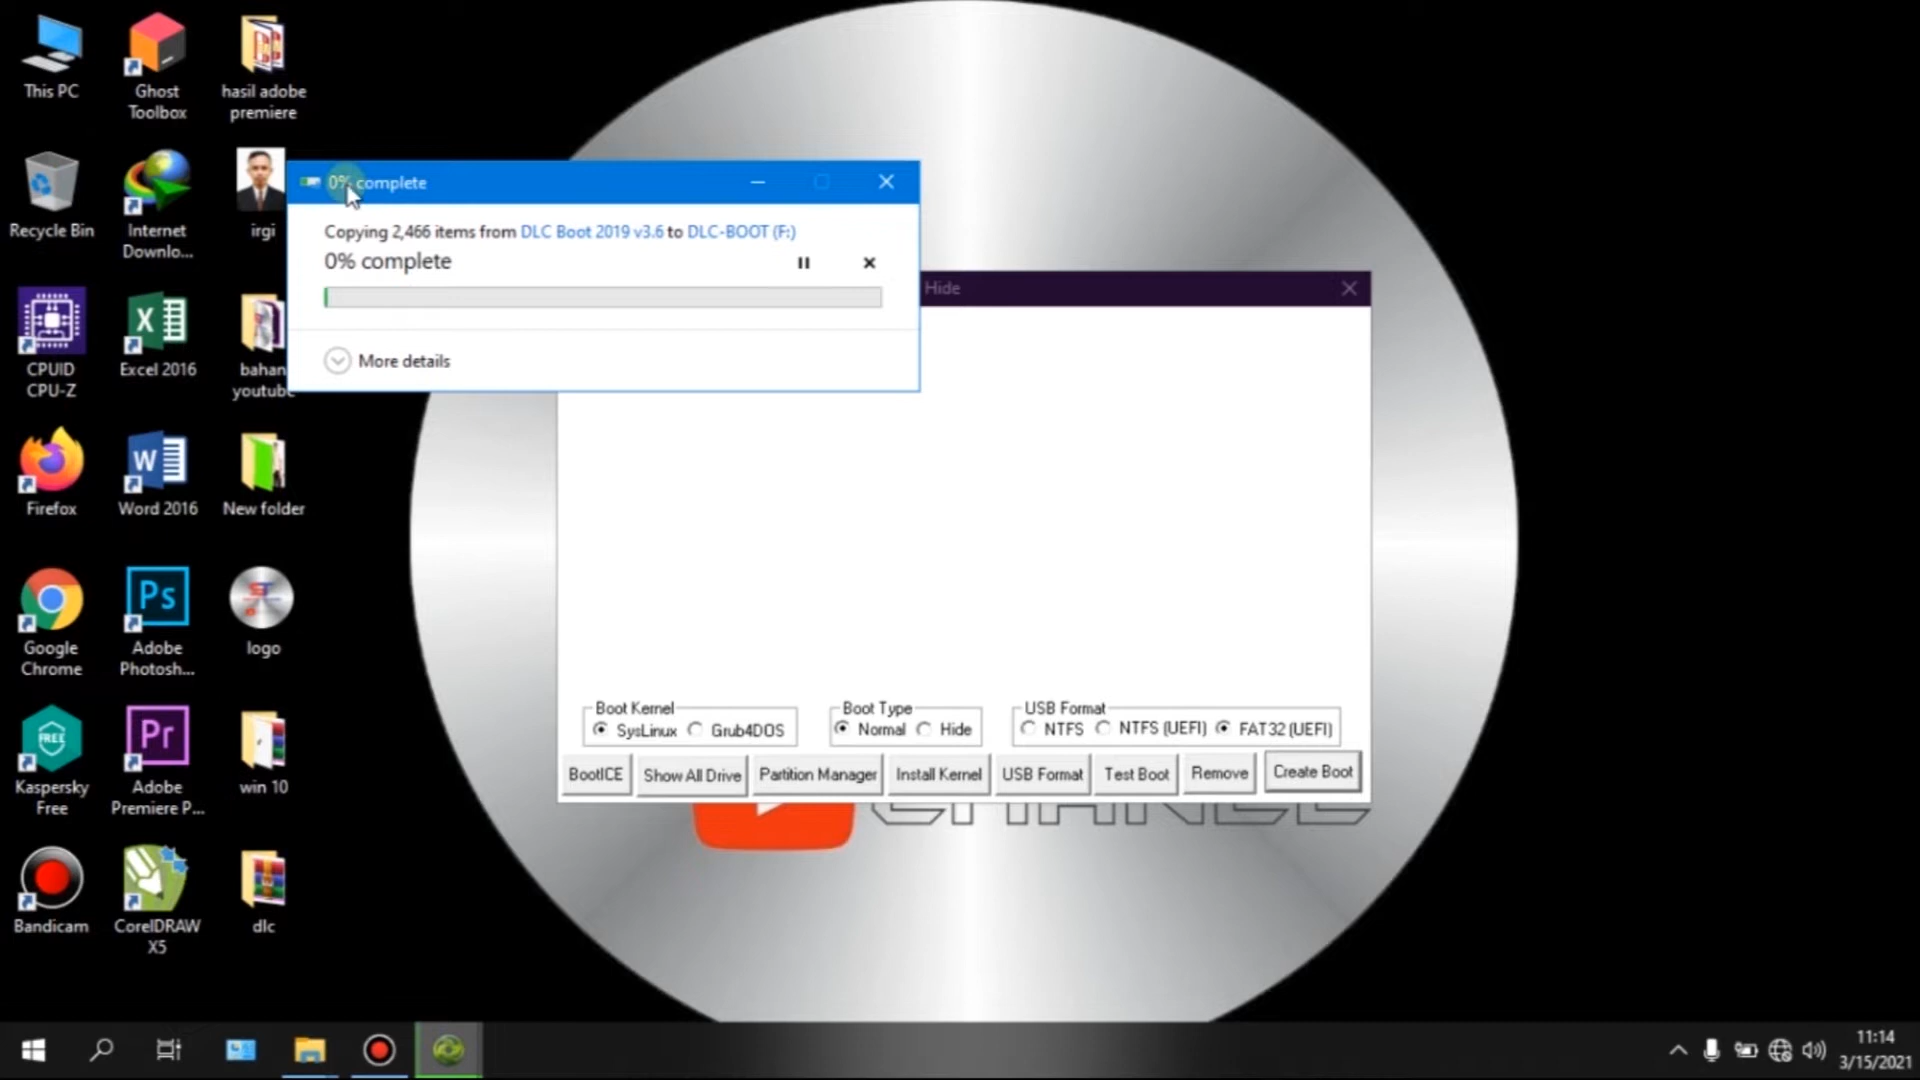 This PC
Ghost
Toolbox
hasil adobe
premiere
Recycle Bin
Internet
Downlo...
irgi
CPUID
CPU-Z
Excel 2016
bahan
youtube
Firefox
Word 2016
New folder
Google
Chrome
Adobe
Photosh...
logo
Kaspersky
Free
Adobe
Premiere P...
win 10
Bandicam
CorelDRAW
X5
dlc
0% complete
Copying 2,466 items from DLC Boot 2019 v3.6 to DLC-BOOT (F:)
0% complete
More details
Hide
Boot Kernel
SysLinux
Grub4DOS
Boot Type
Normal
Hide
USB Format
NTFS
NTFS (UEFI)
FAT32 (UEFI)
BootICE
Show All Drive
Partition Manager
Install Kernel
USB Format
Test Boot
Remove
Create Boot
11:14
3/15/2021